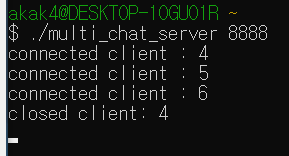 akak4@DESKTOP-10GU01R ~
$ ./multi_chat_server 8888
connected client : 4
connected client : 5
connected client : 6
closed client: 4